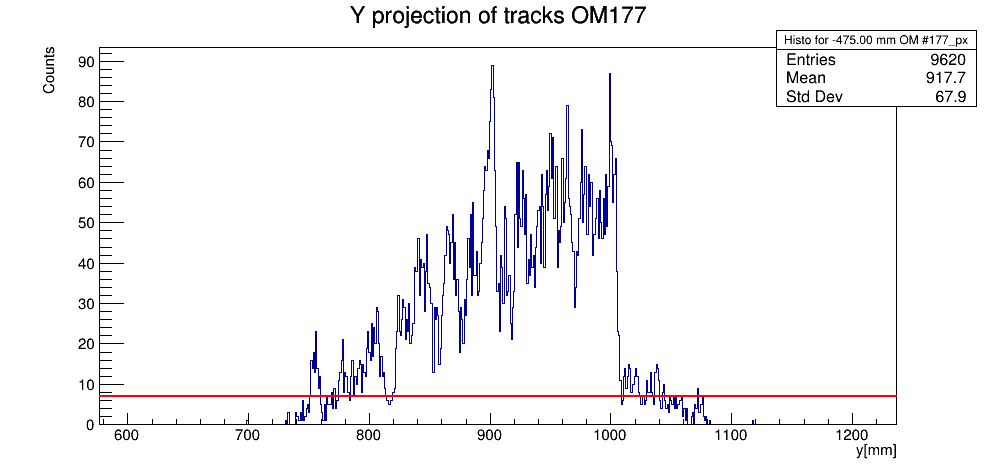 Y projection of tracks OM177
Histo for -475.00 mm OM #177_px
Entries 9620
Mean 917.7
Std Dev 67.9
Counts
90
80
70
60
50
40
30
20
10
0
600 700 800 900 1000 1100 1200
y[mm]